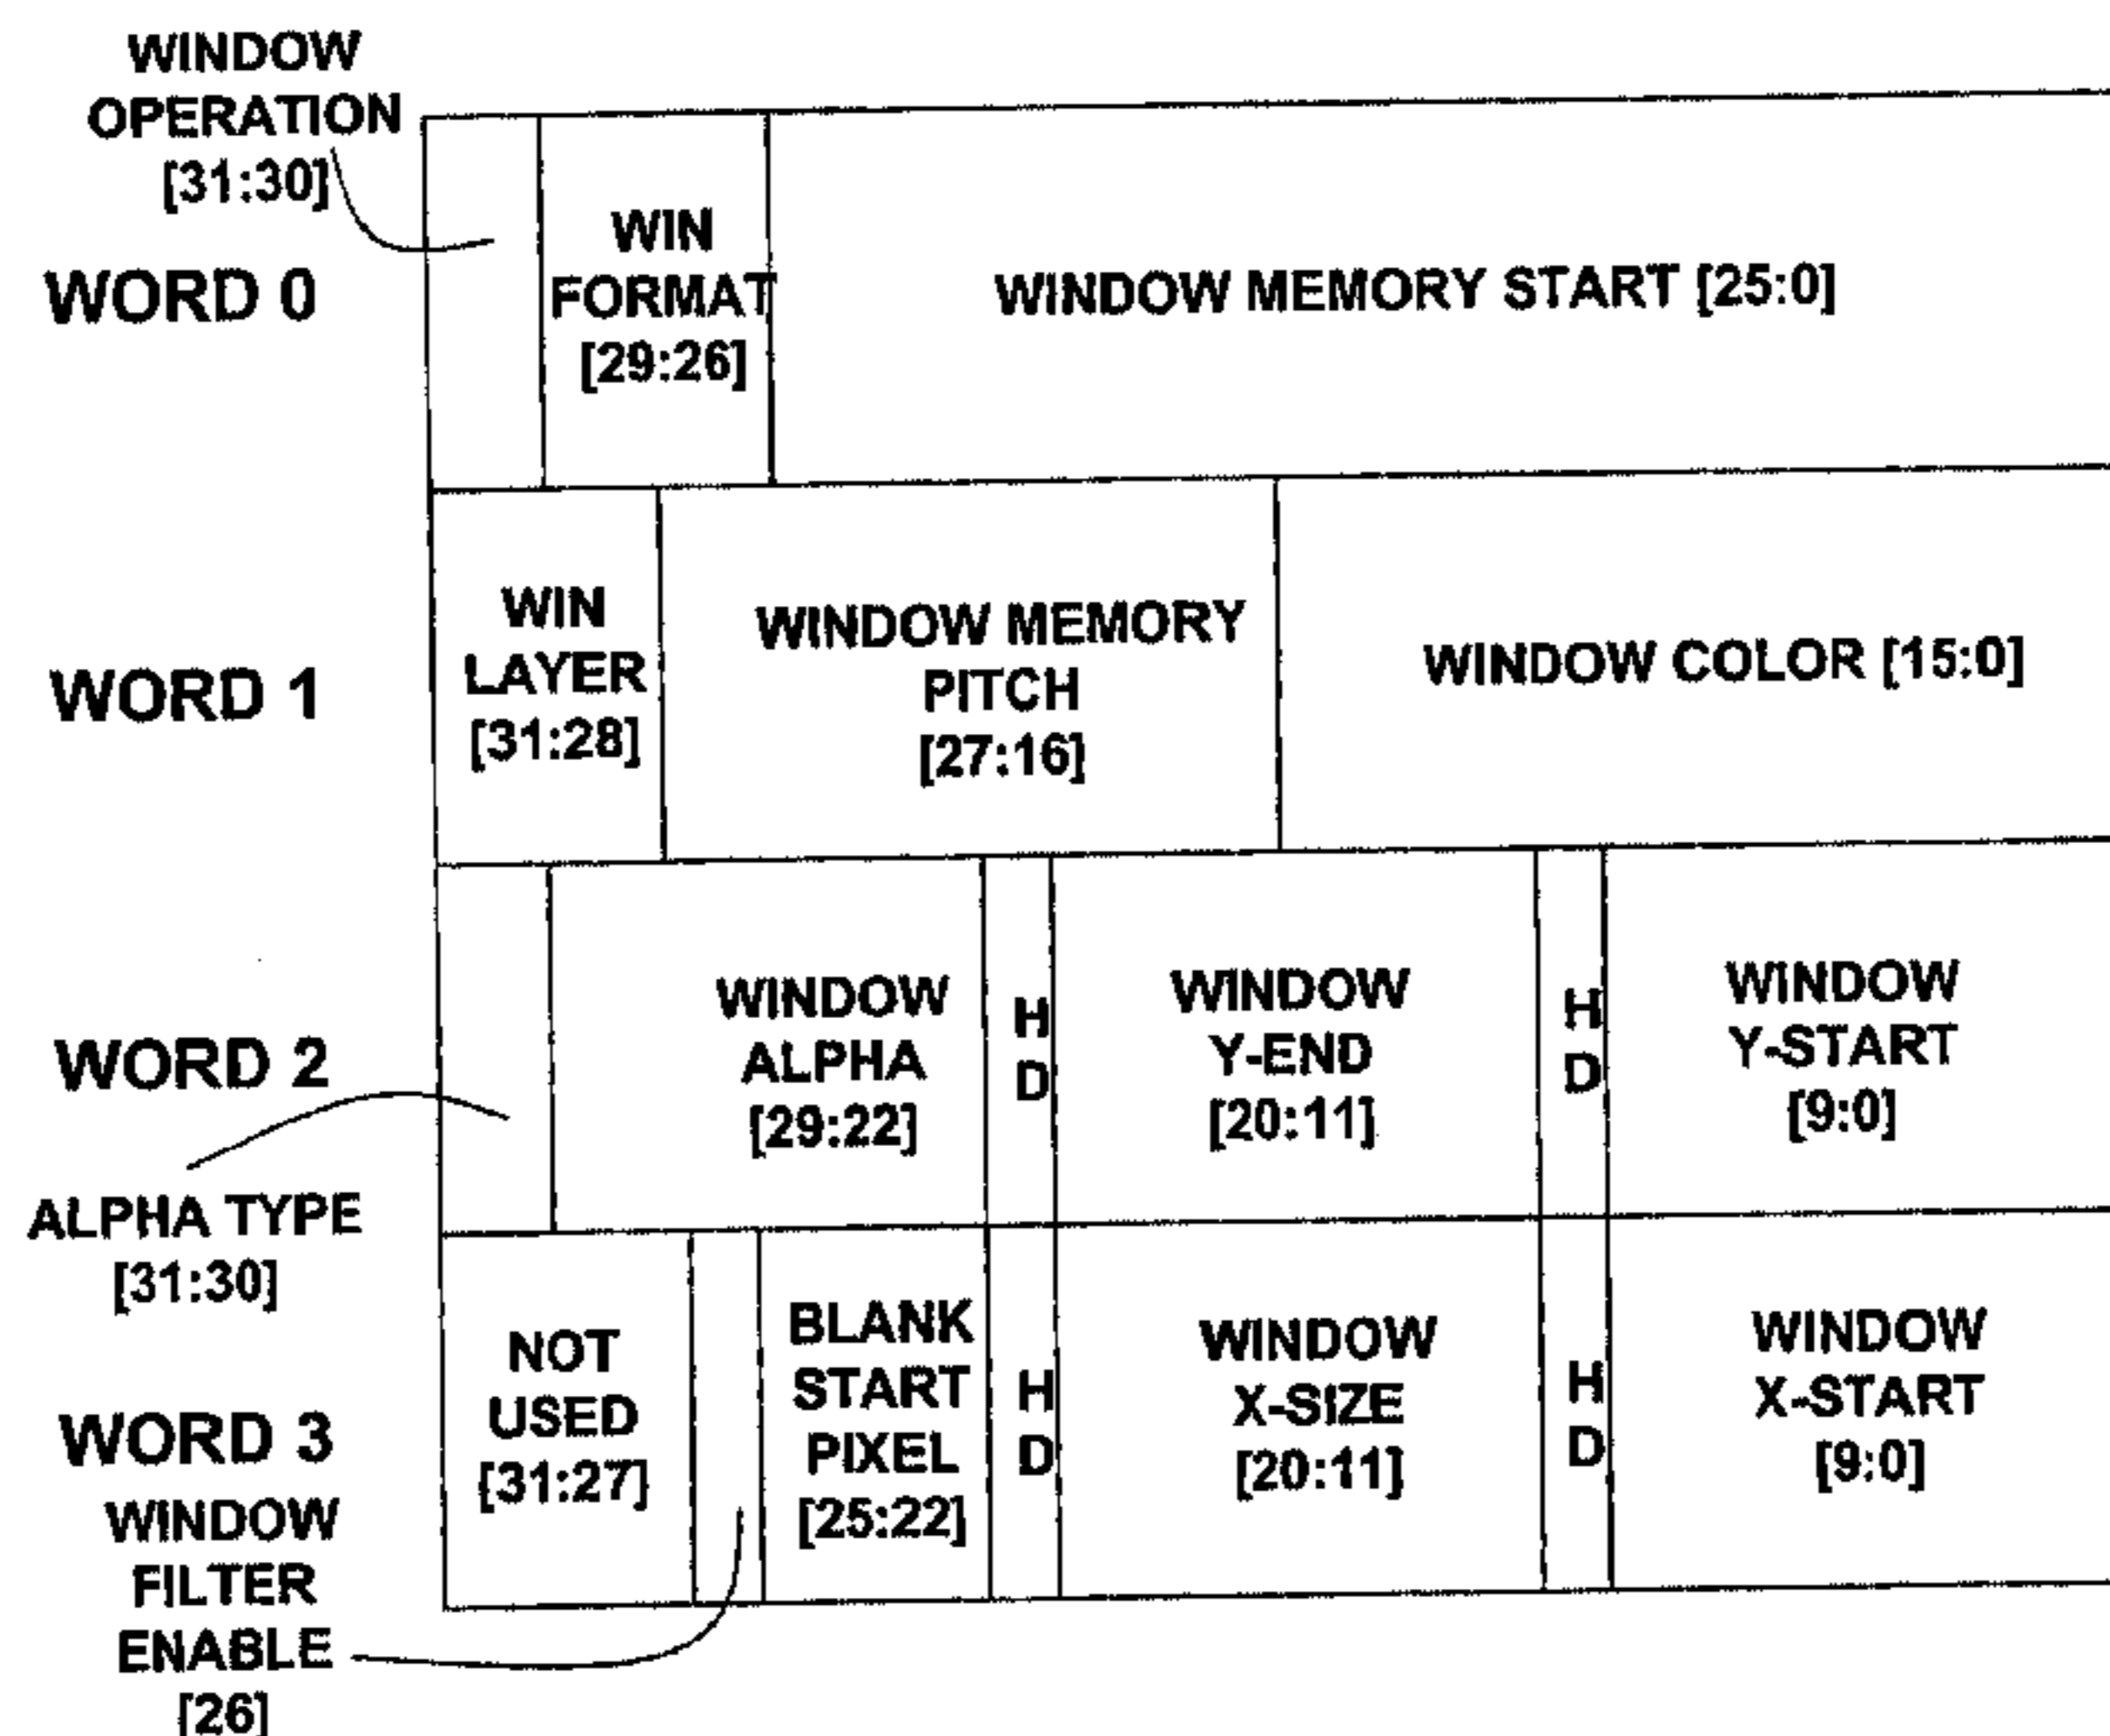 WINDOW
OPERATION
[31:30]
WORD 0
WIN
FORMAT
[29:26]
WINDOW MEMORY START [25:0]
WORD 1
WIN
LAYER
[31:28]
WINDOW MEMORY
PITCH
[27:16]
WINDOW COLOR [15:0]
WORD 2
ALPHA TYPE
[31:30]
WINDOW
ALPHA
[29:22]
H
D
WINDOW
Y-END
[20:11]
H
D
WINDOW
Y-START
[9:0]
WORD 3
NOT
USED
[31:27]
WINDOW
FILTER
ENABLE
[26]
BLANK
START
PIXEL
[25:22]
H
D
WINDOW
X-SIZE
[20:11]
H
D
WINDOW
X-START
[9:0]